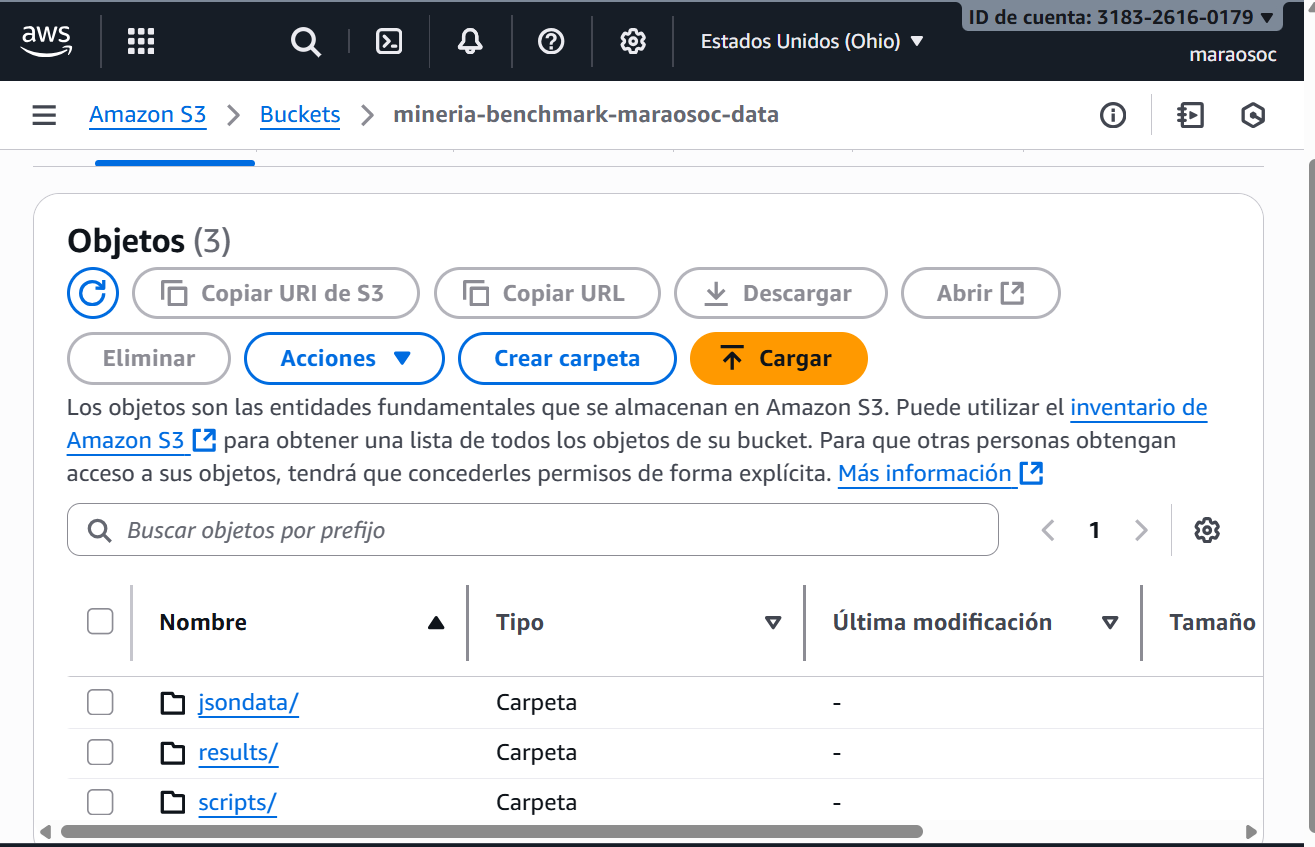 aws
ID de cuenta: 3183-2616-0179
Estados Unidos (Ohio)
maraosoc
Amazon S3
Buckets
mineria-benchmark-maraosoc-data
Objetos (3)
Copiar URI de S3
Copiar URL
Descargar
Abrir
Eliminar
Acciones
Crear carpeta
Cargar
Los objetos son las entidades fundamentales que se almacenan en Amazon S3. Puede utilizar el inventario de
Amazon S3 para obtener una lista de todos los objetos de su bucket. Para que otras personas obtengan
acceso a sus objetos, tendrá que concederles permisos de forma explícita. Más información
Buscar objetos por prefijo
1
Nombre Tipo Última modificación Tamaño
jsondata/ Carpeta -
results/ Carpeta -
scripts/ Carpeta -